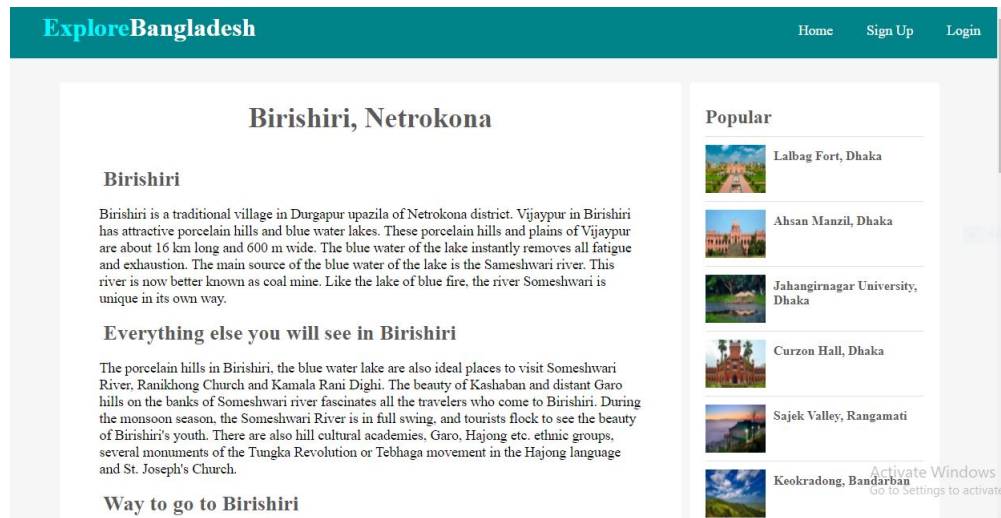 ExploreBangladesh
Home Sign Up Login
Birishiri, Netrokona
Birishiri
Birishiri is a traditional village in Durgapur upazila of Netrokona district. Vijaypur in Birishiri
has attractive porcelain hills and blue water lakes. These porcelain hills and plains of Vijaypur
are about 16 km long and 600 m wide. The blue water of the lake instantly removes all fatigue
and exhaustion. The main source of the blue water of the lake is the Sameshwari river. This
river is now better known as coal mine. Like the lake of blue fire, the river Someshwari is
unique in its own way.
Everything else you will see in Birishiri
The porcelain hills in Birishiri, the blue water lake are also ideal places to visit Someshwari
River, Ranikhong Church and Kamala Rani Dighi. The beauty of Kashaban and distant Garo
hills on the banks of Someshwari river fascinates all the travelers who come to Birishiri. During
the monsoon season, the Someshwari River is in full swing, and tourists flock to see the beauty
of Birishiri's youth. There are also hill cultural academies, Garo, Hajong etc. ethnic groups,
several monuments of the Tungka Revolution or Tebhaga movement in the Hajong language
and St. Joseph's Church.
Way to go to Birishiri
Popular
Lalbag Fort, Dhaka
Ahsan Manzil, Dhaka
Jahangirnagar University,
Dhaka
Curzon Hall, Dhaka
Sajek Valley, Rangamati
Keokradong, Bandarban
Activate Windows
Go to Settings to activate